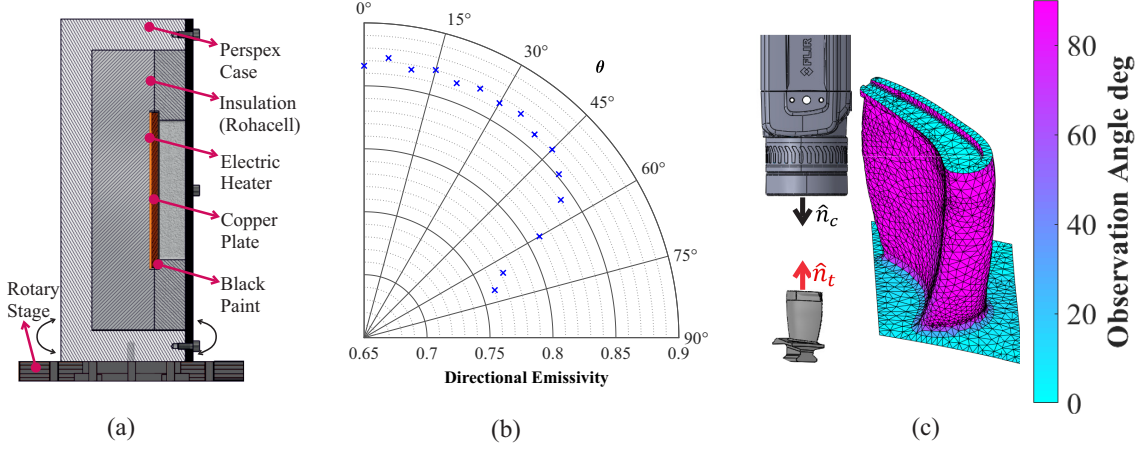 Perspex
Case
Insulation
(Rohacell)
Electric
Heater
Copper
Plate
Black
Paint
Rotary
Stage
(a)
0°
15°
30°
45°
60°
75°
90°
θ
0.65
0.7
0.75
0.8
0.85
0.9
Directional Emissivity
(b)
FLIR
n̂c
n̂t
80
60
40
20
0
Observation Angle deg
(c)